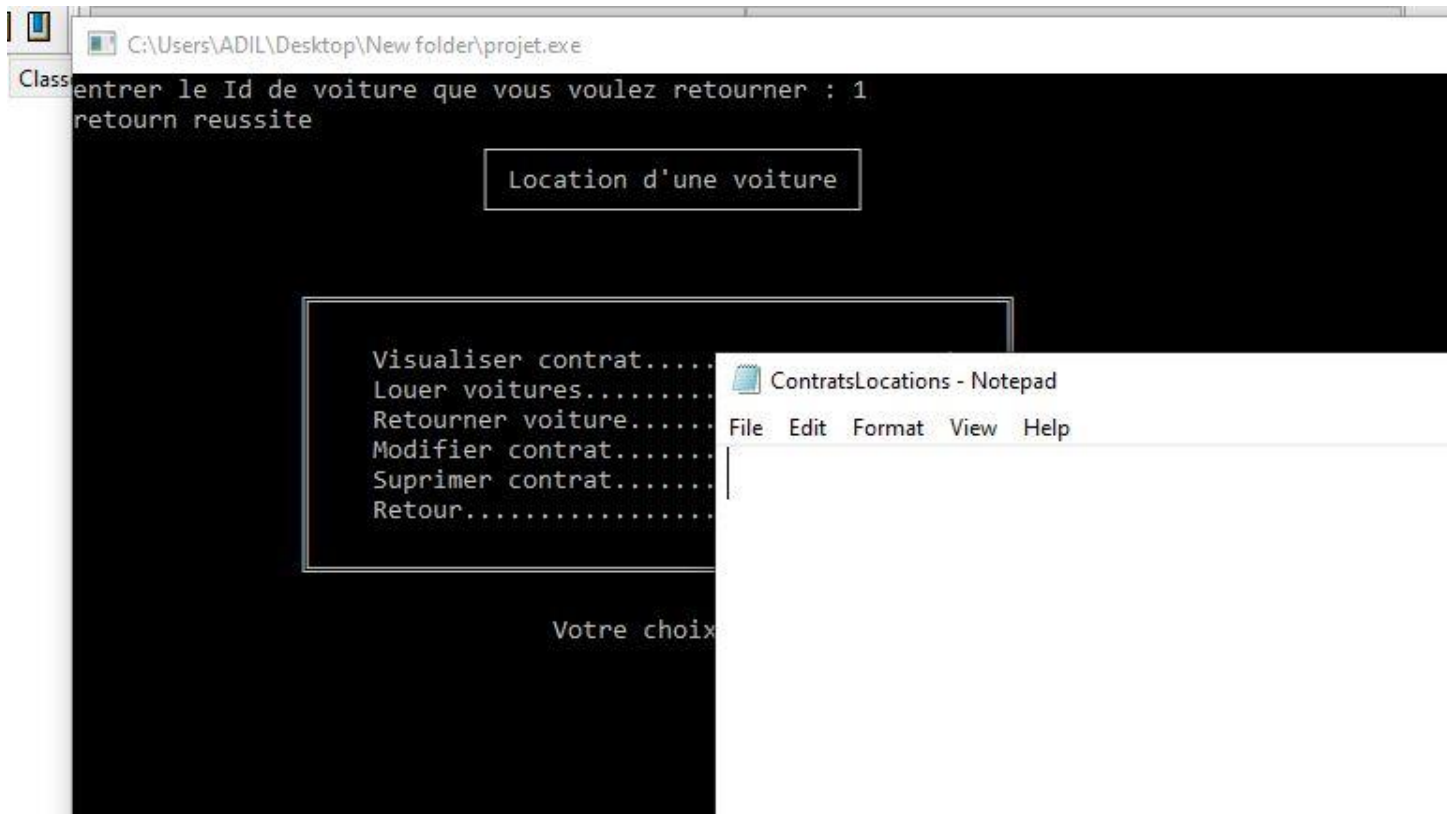 C:\Users\ADIL\Desktop\New folder\projet.exe
Class
entrer le Id de voiture que vous voulez retourner : 1
retourn reussite
Location d'une voiture
Visualiser contrat.....
Louer voitures.........
Retourner voiture......
Modifier contrat.......
Suprimer contrat.......
Retour.................
Votre choix
ContratsLocations - Notepad
File Edit Format View Help